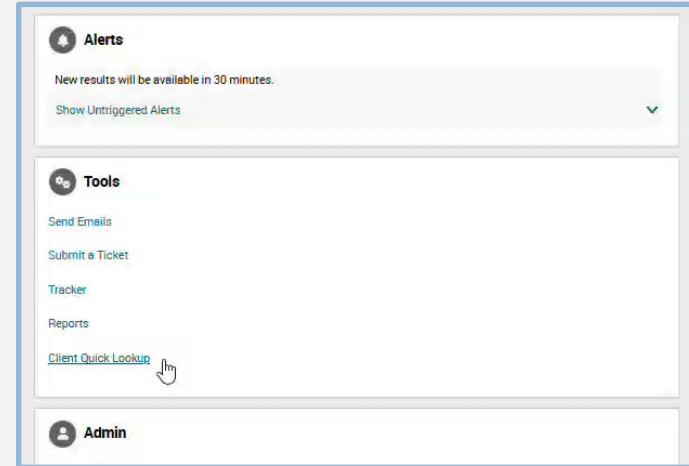 Alerts
New results will be available in 30 minutes.
Show Untriggered Alerts
Tools
Send Emails
Submit a Ticket
Tracker
Reports
Client Quick Lookup
Admin